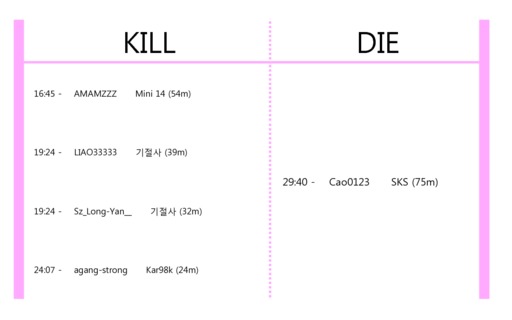 KILL
DIE
16:45 - AMAMZZZ Mini 14 (54m)
19:24 - LIAO33333 기절사 (39m)
19:24 - Sz_Long-Yan__ 기절사 (32m)
24:07 - agang-strong Kar98k (24m)
29:40 - Cao0123 SKS (75m)